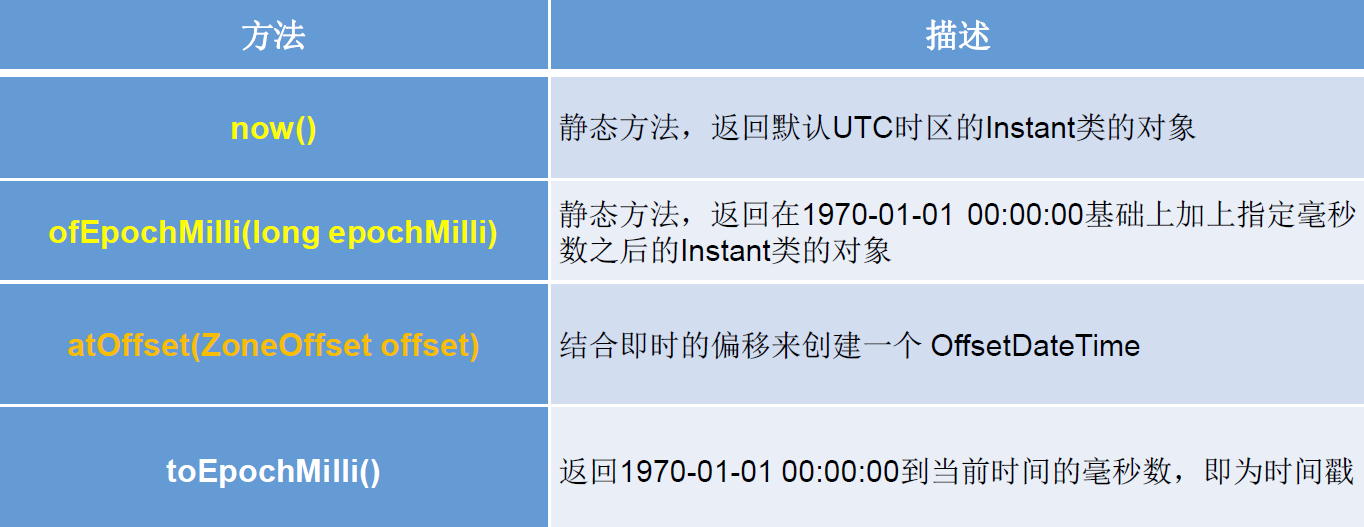 方法
描述
now()
静态方法，返回默认UTC时区的Instant类的对象
ofEpochMilli(long epochMilli)
静态方法，返回在1970-01-01 00:00:00基础上加上指定毫秒
数之后的Instant类的对象
atOffset(ZoneOffset offset)
结合即时的偏移来创建一个 OffsetDateTime
toEpochMilli()
返回1970-01-01 00:00:00到当前时间的毫秒数，即为时间戳